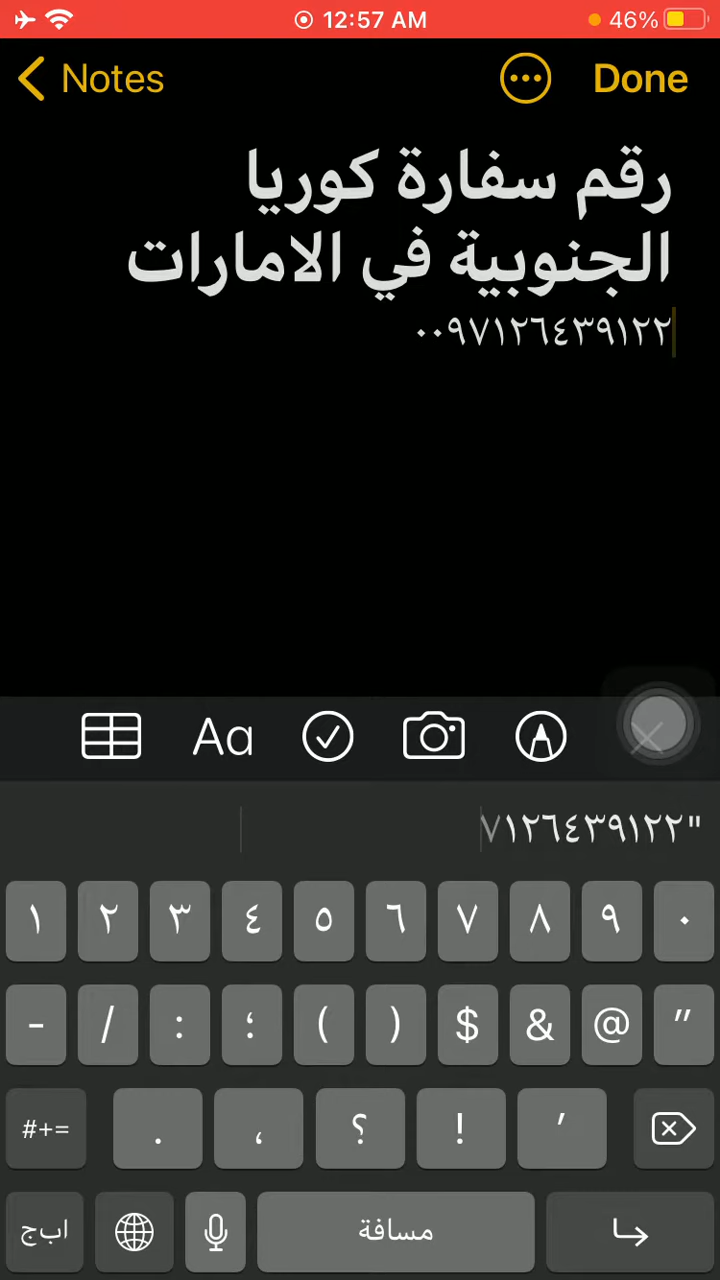 12:57 AM
46%
Notes
Done
رقم سفارة كوريا
الجنوبية في الامارات
٠٠٩٧١٢٦٤٣٩١٢٢
Aa
٧١٢٦٤٣٩١٢٢"
١ ٢ ٣ ٤ ٥ ٦ ٧ ٨ ٩ ٠
- / : ؛ ( ) $ & @ ”
#+= . ، ؟ ! ’
اب‌ج مسافة